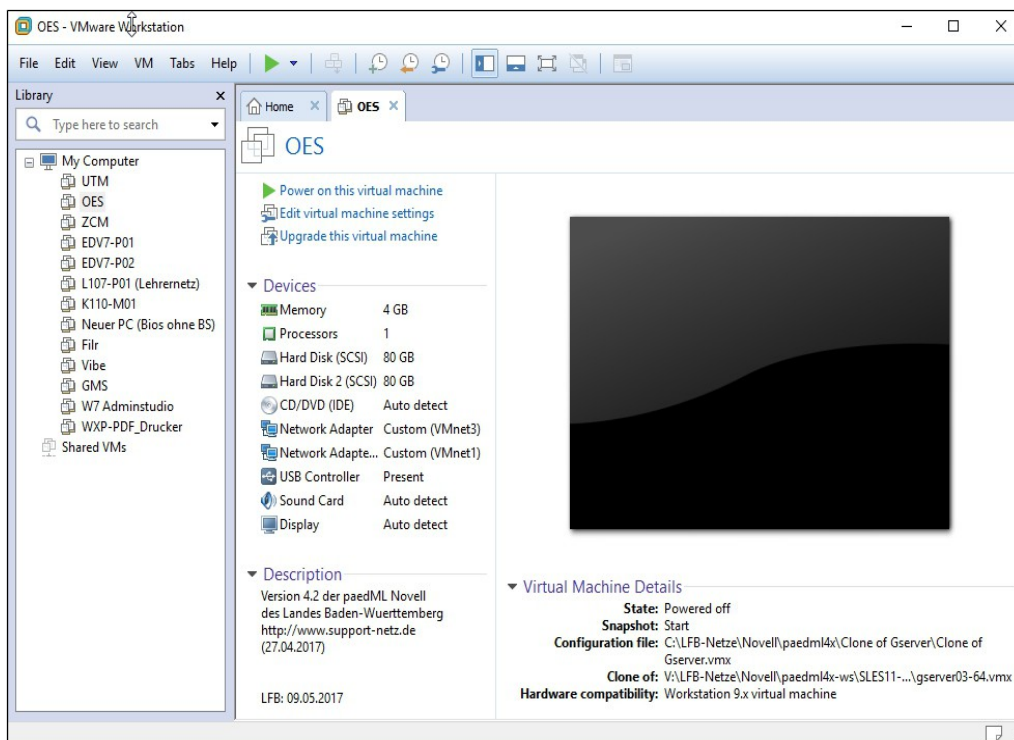 OES - VMware Workstation
File Edit View VM Tabs Help
Library
Type here to search
My Computer
UTM
OES
ZCM
EDV7-P01
EDV7-P02
L107-P01 (Lehrernetz)
K110-M01
Neuer PC (Bios ohne BS)
Filr
Vibe
GMS
W7 Adminstudio
WXP-PDF_Drucker
Shared VMs
Home OES
OES
Power on this virtual machine
Edit virtual machine settings
Upgrade this virtual machine
Devices
Memory 4 GB
Processors 1
Hard Disk (SCSI) 80 GB
Hard Disk 2 (SCSI) 80 GB
CD/DVD (IDE) Auto detect
Network Adapter Custom (VMnet3)
Network Adapte... Custom (VMnet1)
USB Controller Present
Sound Card Auto detect
Display Auto detect
Description
Version 4.2 der paedML Novell
des Landes Baden-Wuerttemberg
http://www.support-netz.de
(27.04.2017)
LFB: 09.05.2017
Virtual Machine Details
State: Powered off
Snapshot: Start
Configuration file: C:\LFB-Netze\Novell\paedml4x\Clone of Gserver\Clone of
Gserver.vmx
Clone of: V:\LFB-Netze\Novell\paedml4x-ws\SLES11-...\gserver03-64.vmx
Hardware compatibility: Workstation 9.x virtual machine